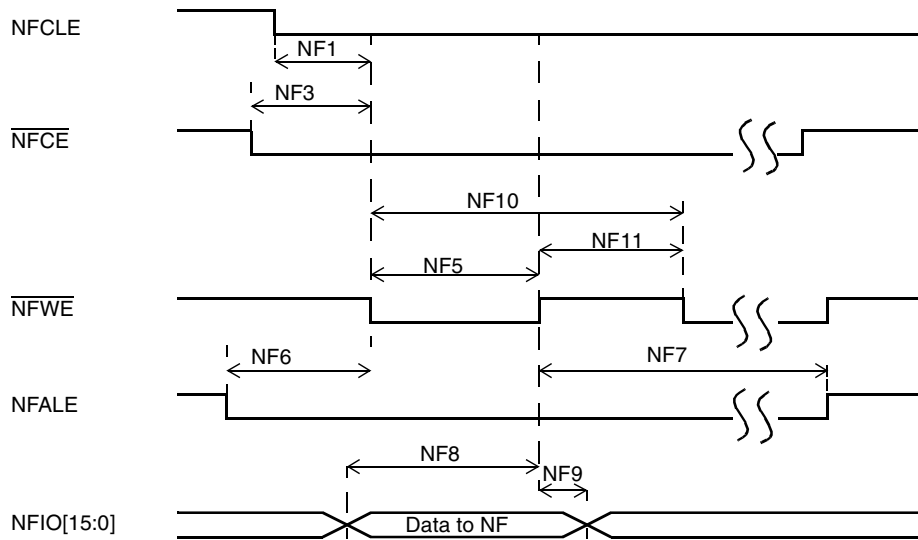 NFCLE
NF1
NF3
NFCE
NF10
NF11
NF5
NFWE
NF6
NF7
NFALE
NF8
NF9
NFIO[15:0]
Data to NF